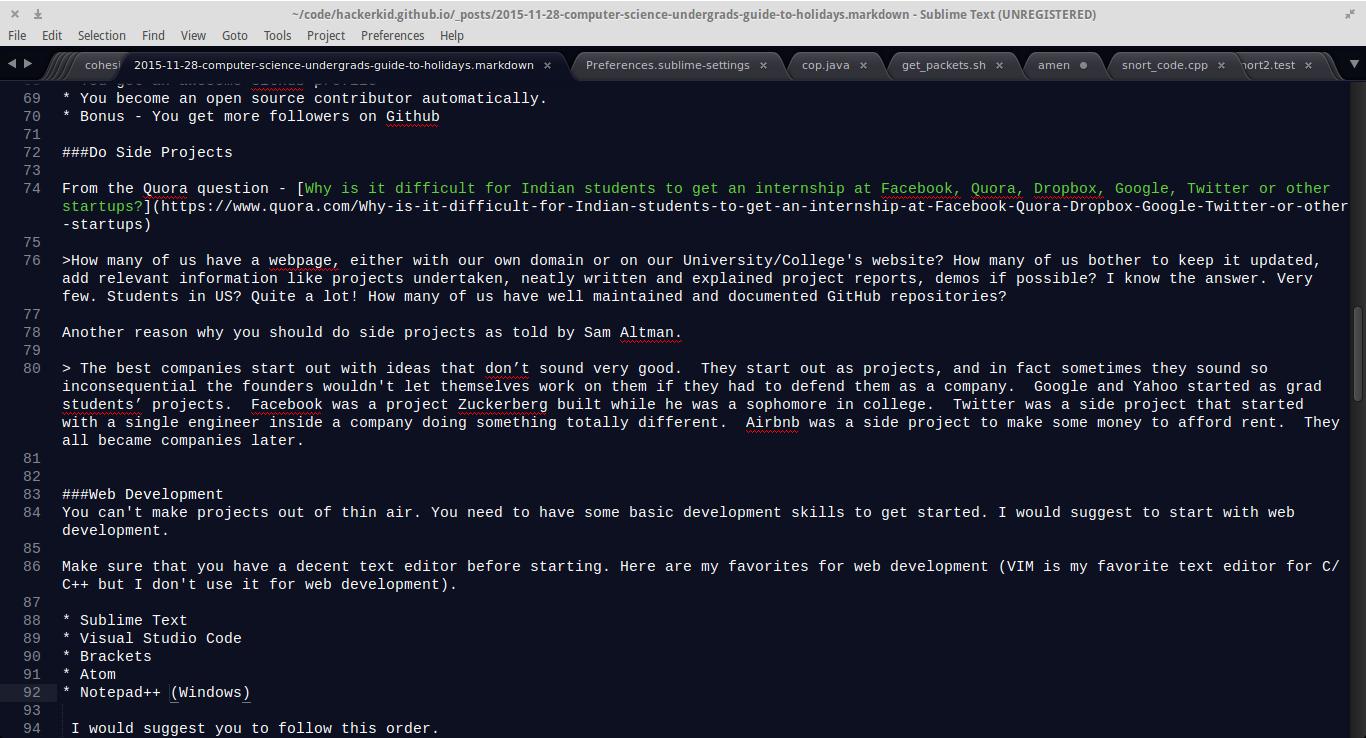 ~/code/hackerkid.github.io/_posts/2015-11-28-computer-science-undergrads-guide-to-holidays.markdown - Sublime Text (UNREGISTERED)
File Edit Selection Find View Goto Tools Project Preferences Help
cohesi 2015-11-28-computer-science-undergrads-guide-to-holidays.markdown × Preferences.sublime-settings × cop.java × get_packets.sh × amen snort_code.cpp × nort2.test ×
69 * You become an open source contributor automatically.
70 * Bonus - You get more followers on Github
71
72 ###Do Side Projects
73
74 From the Quora question - [Why is it difficult for Indian students to get an internship at Facebook, Quora, Dropbox, Google, Twitter or other
startups?](https://www.quora.com/Why-is-it-difficult-for-Indian-students-to-get-an-internship-at-Facebook-Quora-Dropbox-Google-Twitter-or-other
-startups)
75
76 >How many of us have a webpage, either with our own domain or on our University/College's website? How many of us bother to keep it updated,
add relevant information like projects undertaken, neatly written and explained project reports, demos if possible? I know the answer. Very
few. Students in US? Quite a lot! How many of us have well maintained and documented GitHub repositories?
77
78 Another reason why you should do side projects as told by Sam Altman.
79
80 > The best companies start out with ideas that don’t sound very good.  They start out as projects, and in fact sometimes they sound so
inconsequential the founders wouldn't let themselves work on them if they had to defend them as a company.  Google and Yahoo started as grad
students’ projects.  Facebook was a project Zuckerberg built while he was a sophomore in college.  Twitter was a side project that started
with a single engineer inside a company doing something totally different.  Airbnb was a side project to make some money to afford rent.  They
all became companies later.
81
82
83 ###Web Development
84 You can't make projects out of thin air. You need to have some basic development skills to get started. I would suggest to start with web
development.
85
86 Make sure that you have a decent text editor before starting. Here are my favorites for web development (VIM is my favorite text editor for C/
C++ but I don't use it for web development).
87
88 * Sublime Text
89 * Visual Studio Code
90 * Brackets
91 * Atom
92 * Notepad++ (Windows)
93
94 I would suggest you to follow this order.